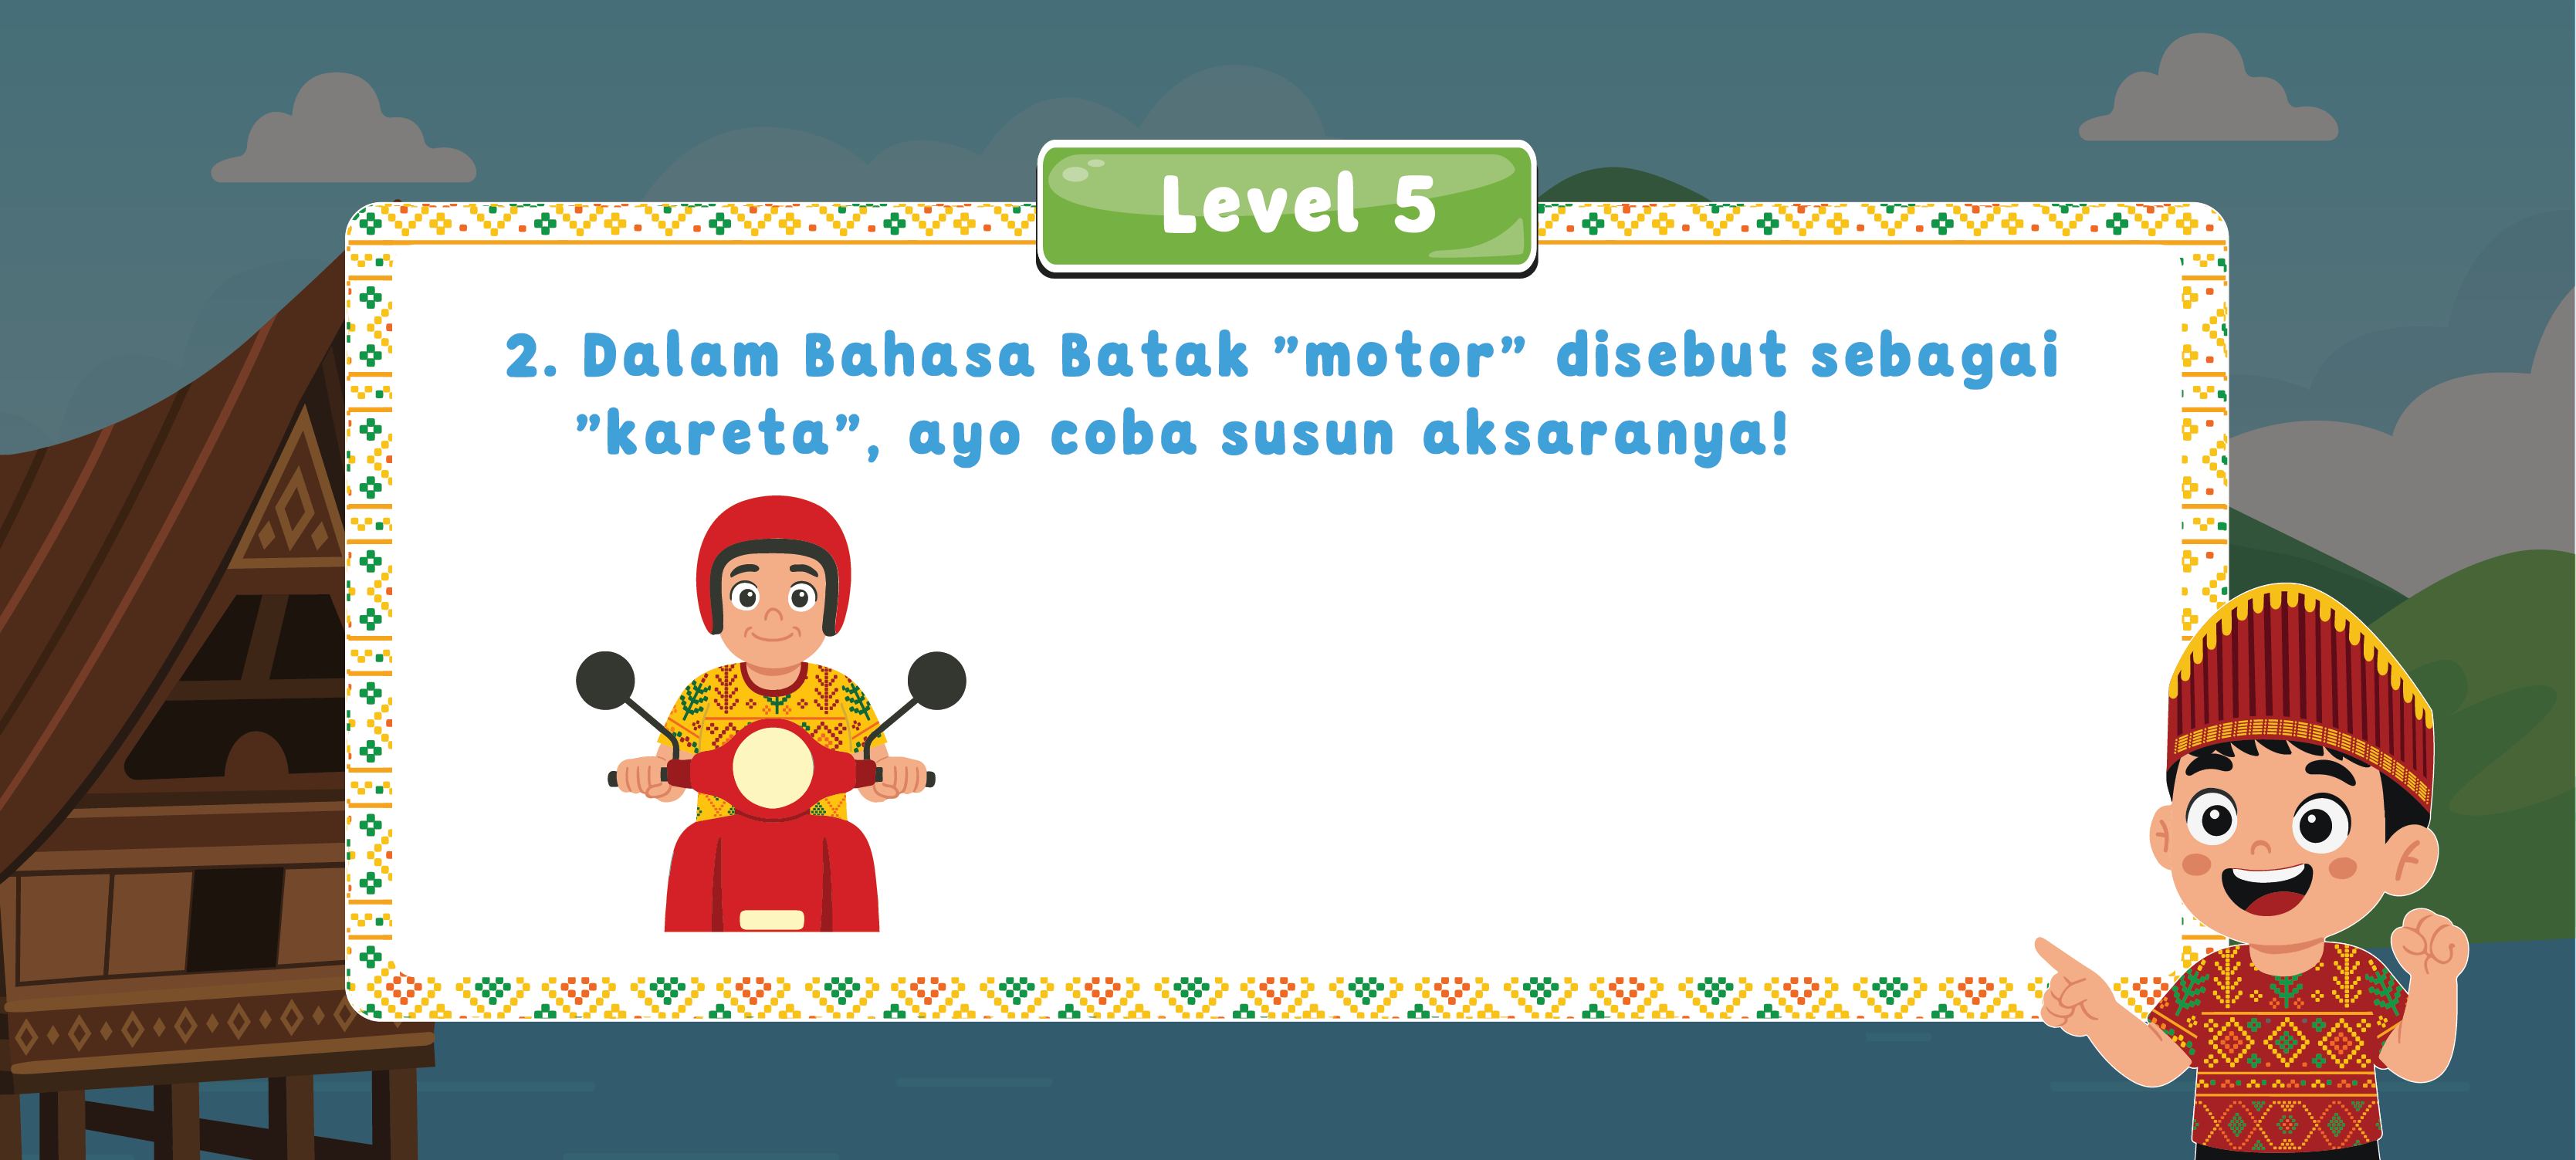 Level 5
2. Dalam Bahasa Batak ”motor” disebut sebagai
”kareta”, ayo coba susun aksaranya!